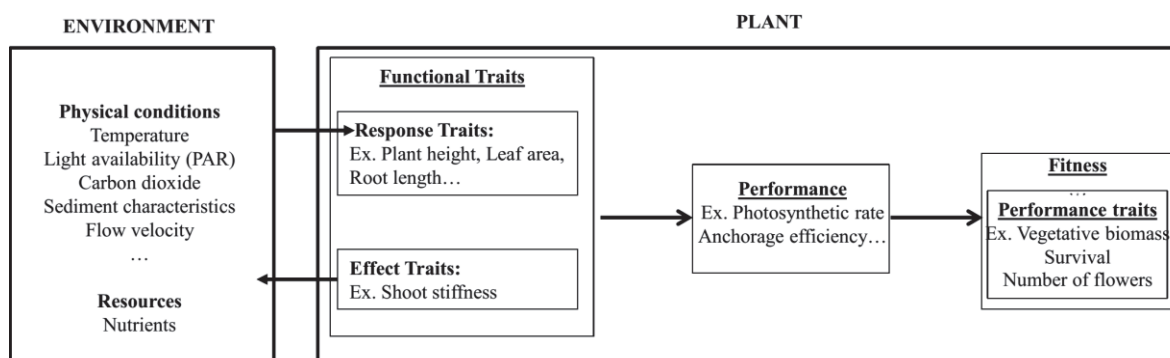 ENVIRONMENT
Physical conditions
Temperature
Light availability (PAR)
Carbon dioxide
Sediment characteristics
Flow velocity
…
Resources
Nutrients
PLANT
Functional Traits
Response Traits:
Ex. Plant height, Leaf area,
Root length…
Effect Traits:
Ex. Shoot stiffness
Performance
Ex. Photosynthetic rate
Anchorage efficiency…
Fitness
…
Performance traits
Ex. Vegetative biomass
Survival
Number of flowers